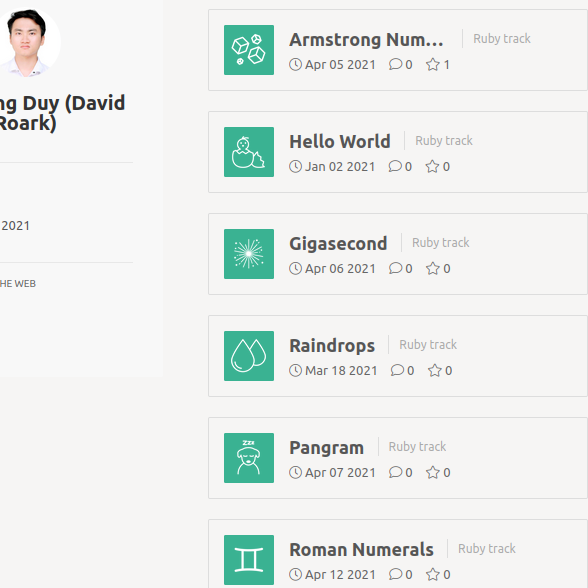 ng Duy (David
Roark)
2021
HE WEB
Armstrong Num... Ruby track
Apr 05 2021 0 1
Hello World Ruby track
Jan 02 2021 0 0
Gigasecond Ruby track
Apr 06 2021 0 0
Raindrops Ruby track
Mar 18 2021 0 0
zzz
Pangram Ruby track
Apr 07 2021 0 0
Roman Numerals Ruby track
Apr 12 2021 0 0